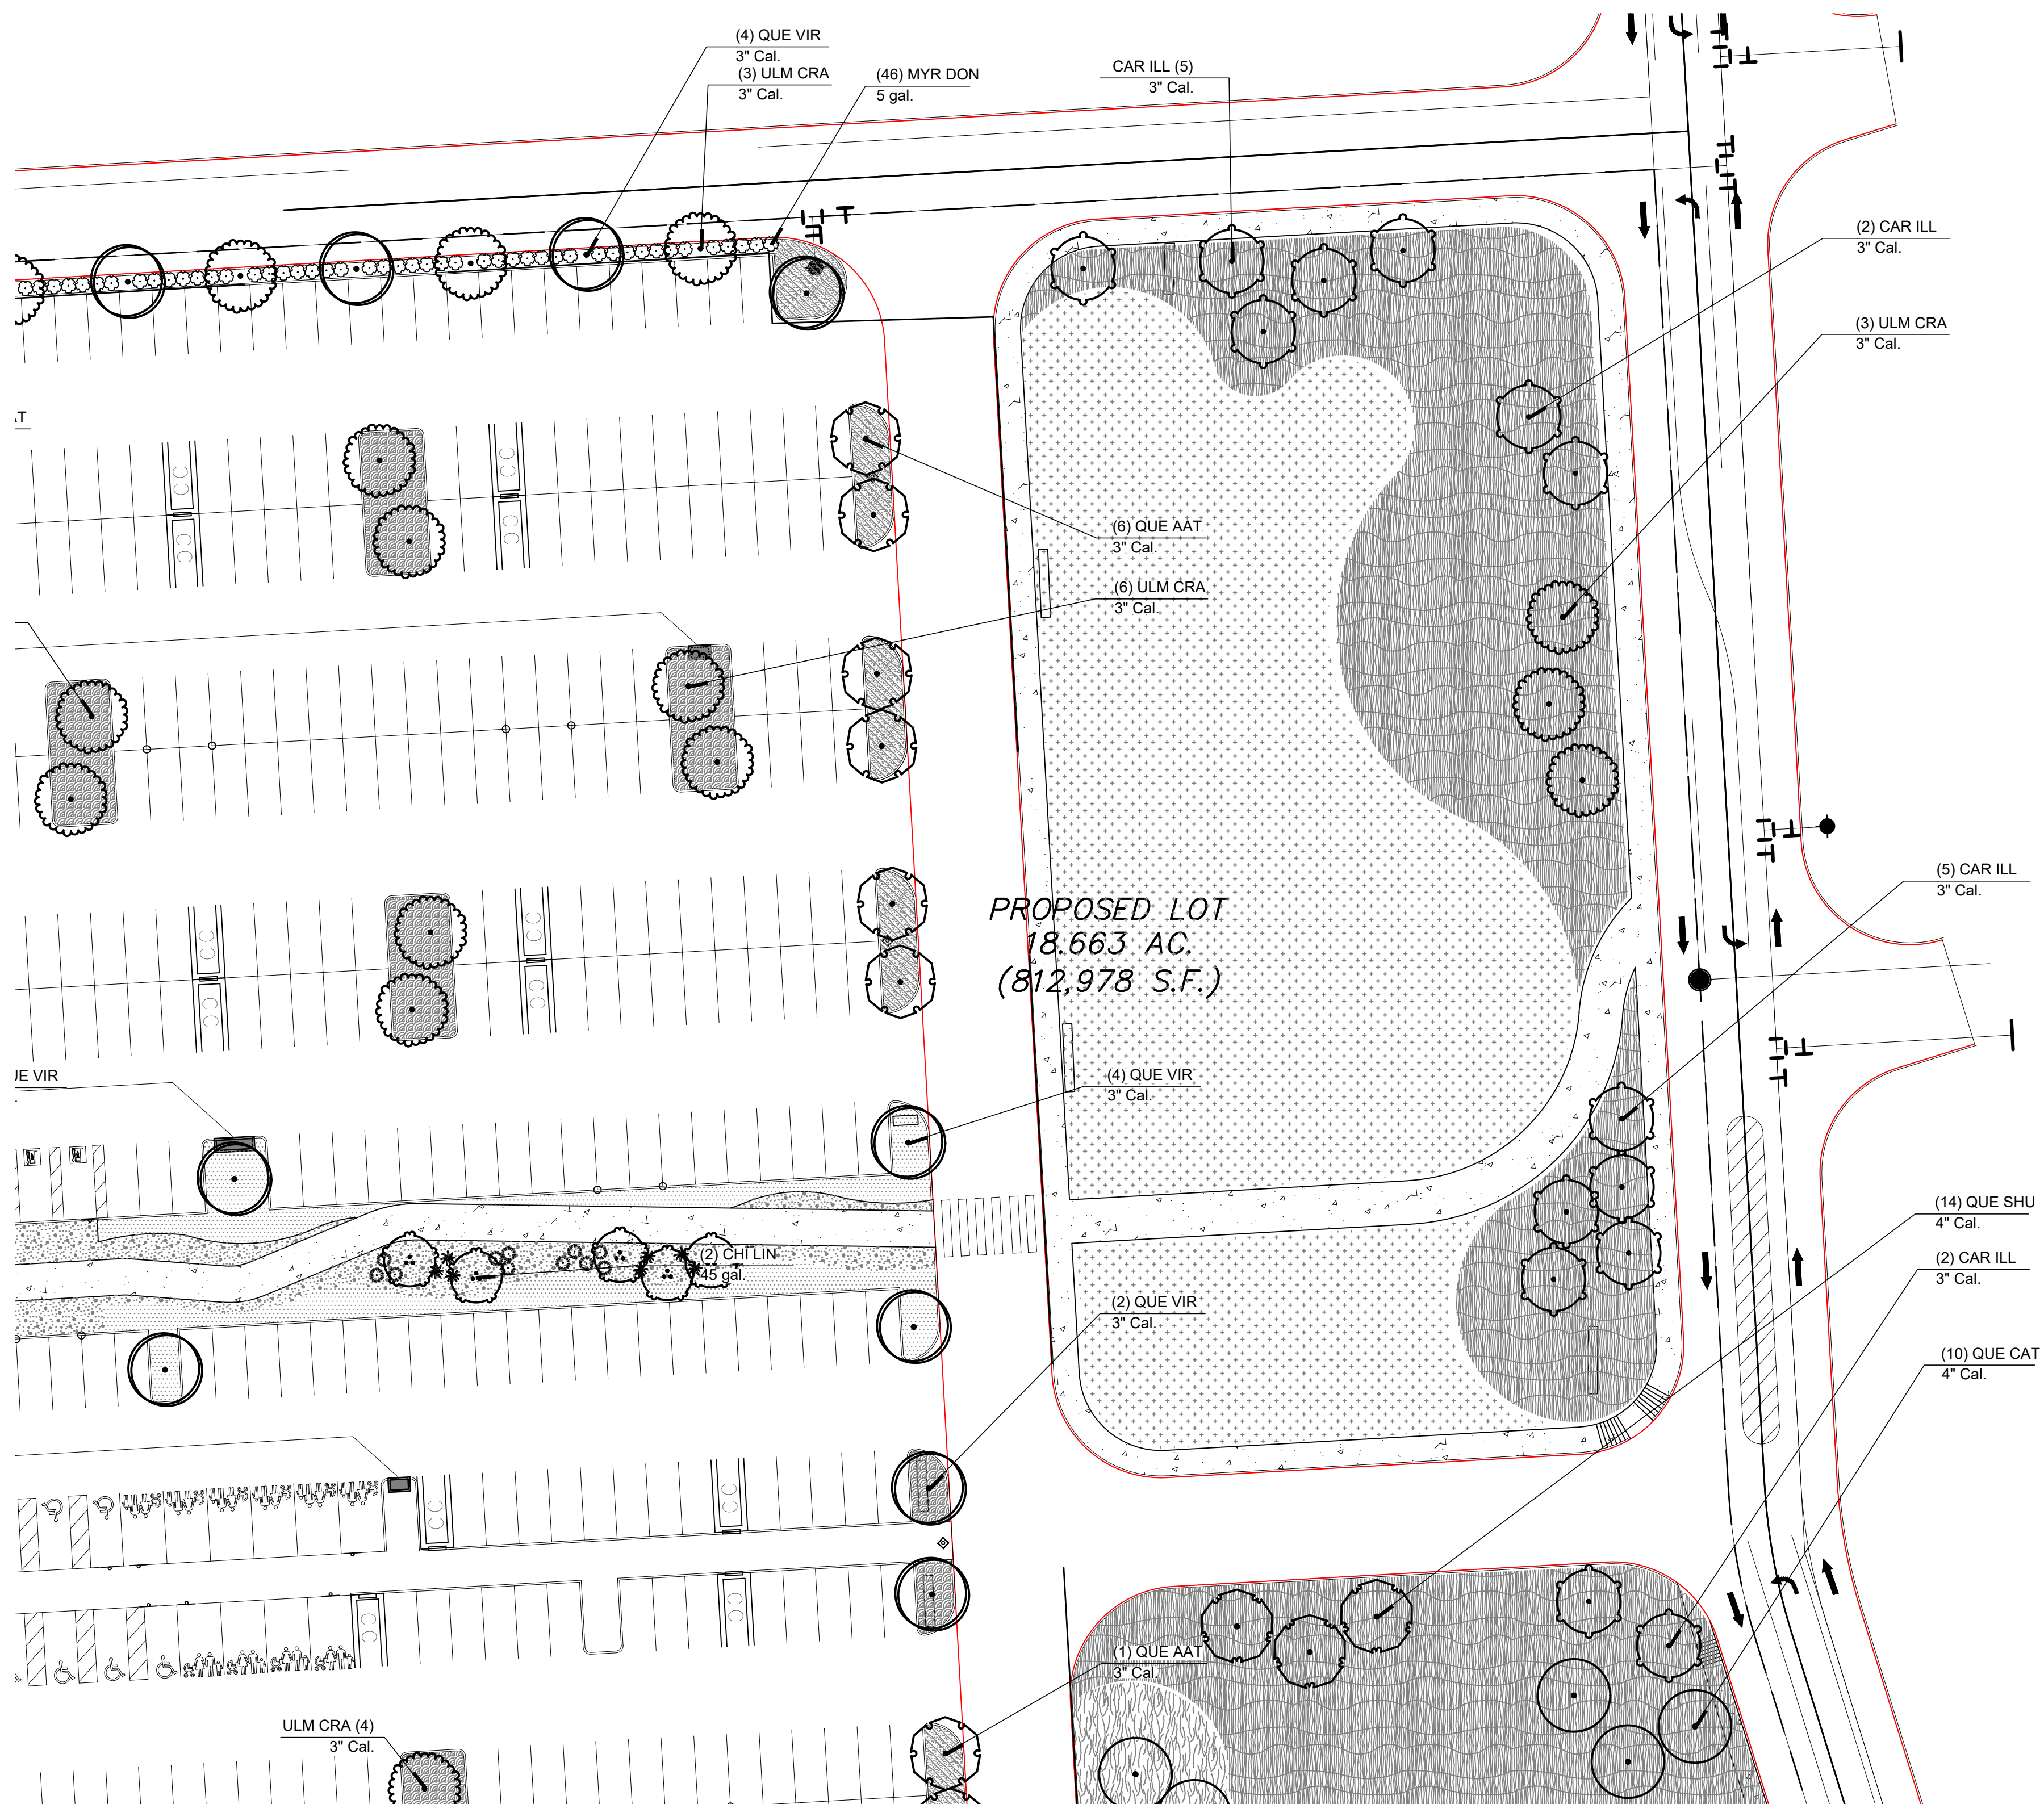 (4) QUE VIR
3" Cal.
(3) ULM CRA
3" Cal.
(46) MYR DON
5 gal.
CAR ILL (5)
3" Cal.
(2) CAR ILL
3" Cal.
(3) ULM CRA
3" Cal.
(6) QUE AAT
3" Cal.
(6) ULM CRA
3" Cal.
PROPOSED LOT
18.663 AC.
(812,978 S.F.)
(5) CAR ILL
3" Cal.
UE VIR
(4) QUE VIR
3" Cal.
(14) QUE SHU
4" Cal.
(2) CHI LIN
45 gal.
(2) CAR ILL
3" Cal.
(2) QUE VIR
3" Cal.
(10) QUE CAT
4" Cal.
(1) QUE AAT
3" Cal.
ULM CRA (4)
3" Cal.